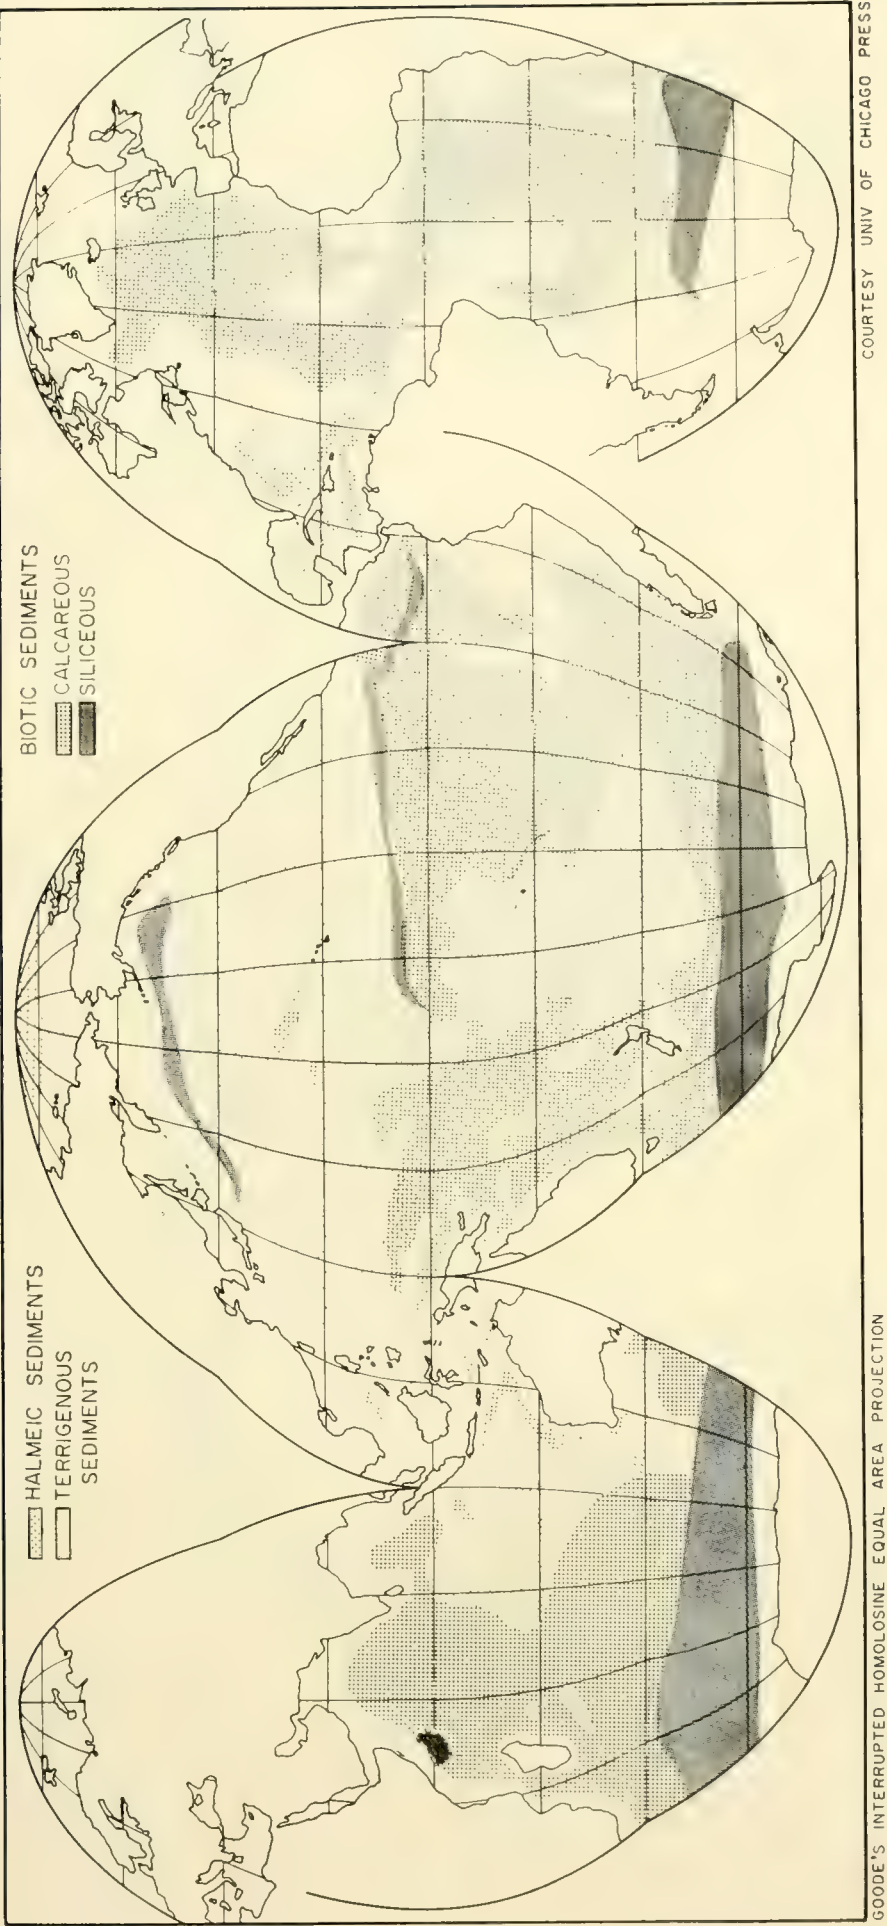 HALMEIC SEDIMENTS
TERRIGENOUS
SEDIMENTS
BIOTIC SEDIMENTS
CALCAREOUS
SILICEOUS
GOODE'S INTERRUPTED HOMOLOSINE EQUAL AREA PROJECTION
COURTESY UNIV OF CHICAGO PRESS